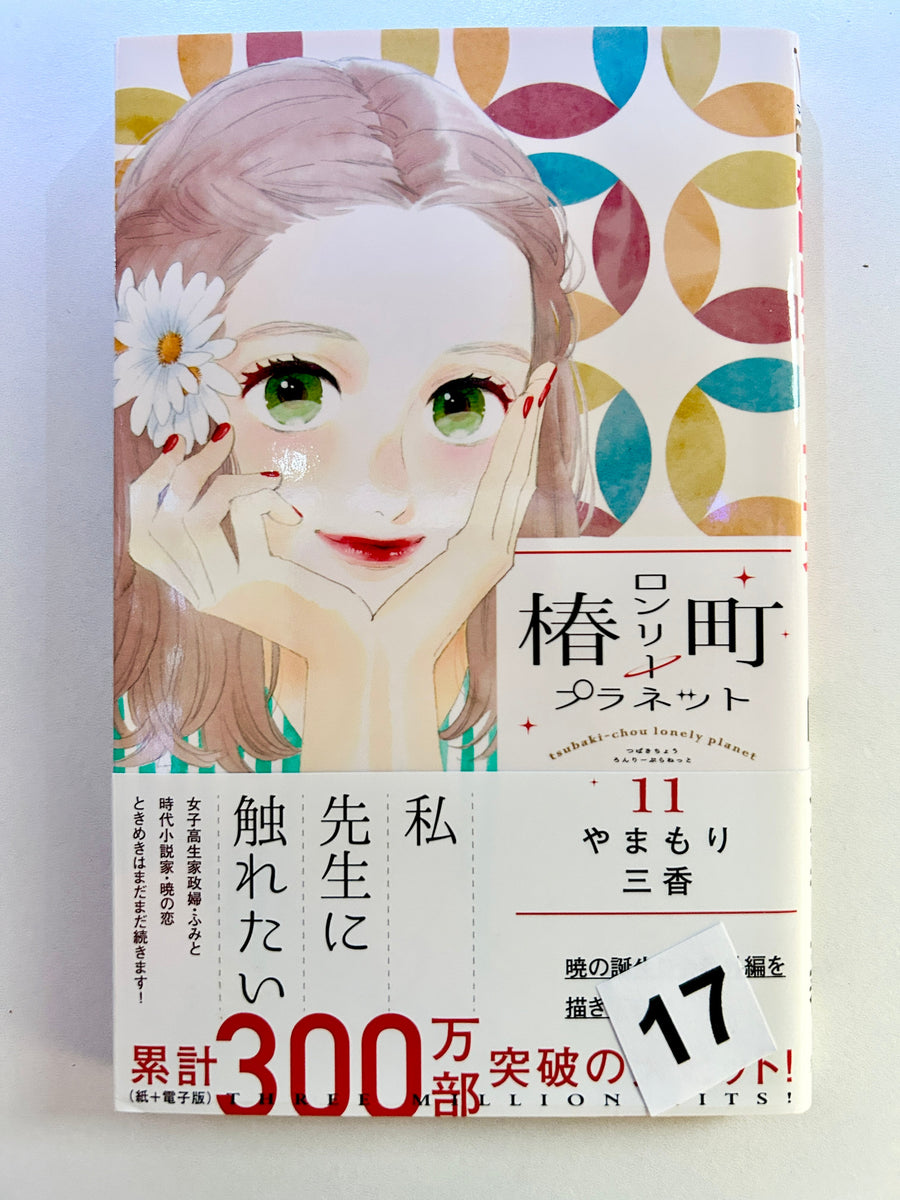 椿町
ロンリー
プラネット
tsubaki-chou lonely planet
つばきちょう
ろんりーぷらねっと
11
やまもり
三香
私
先生に
触れたい
女子高生家政婦・ふみと
時代小説家・暁の恋
ときめきはまだまだ続きます!
暁の誕 編を
描き
17
累計300万部突破の ット!
(紙+電子版)
THREE MILLION ITS!